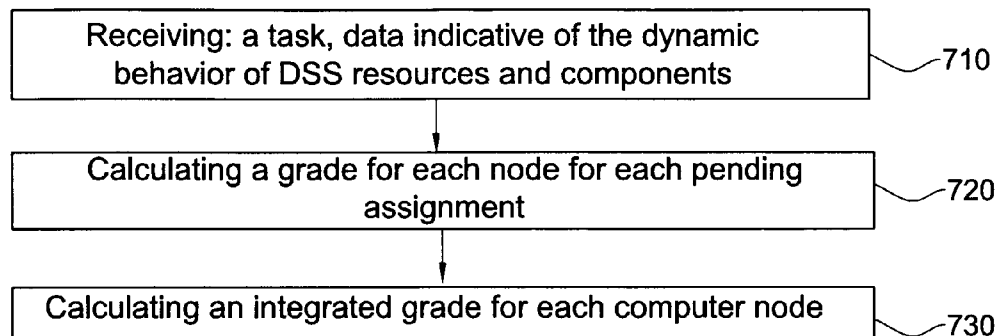 Receiving: a task, data indicative of the dynamic
behavior of DSS resources and components
710
Calculating a grade for each node for each pending
assignment
720
Calculating an integrated grade for each computer node
730